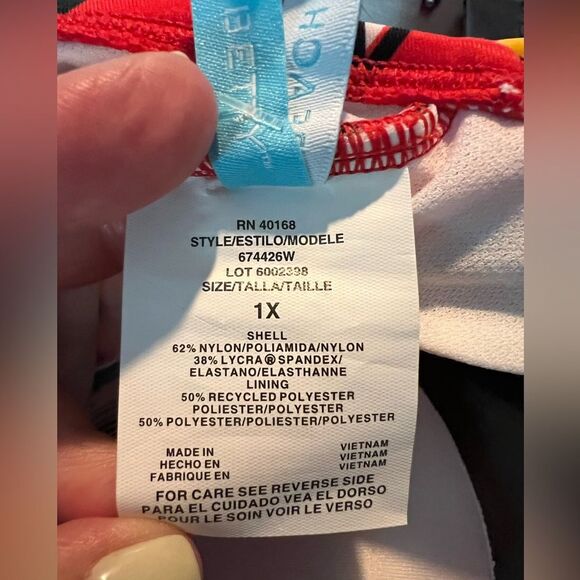 RN 40168
STYLE/ESTILO/MODELE
674426W
LOT 6002398
SIZE/TALLA/TAILLE
1X
SHELL
62% NYLON/POLIAMIDA/NYLON
38% LYCRA®SPANDEX/
ELASTANO/ELASTHANNE
LINING
50% RECYCLED POLYESTER
POLIESTER/POLYESTER
50% POLYESTER/POLIESTER/POLYESTER
MADE IN VIETNAM
HECHO EN VIETNAM
FABRIQUE EN VIETNAM
FOR CARE SEE REVERSE SIDE
PARA EL CUIDADO VEA EL DORSO
POUR LE SOIN VOIR LE VERSO